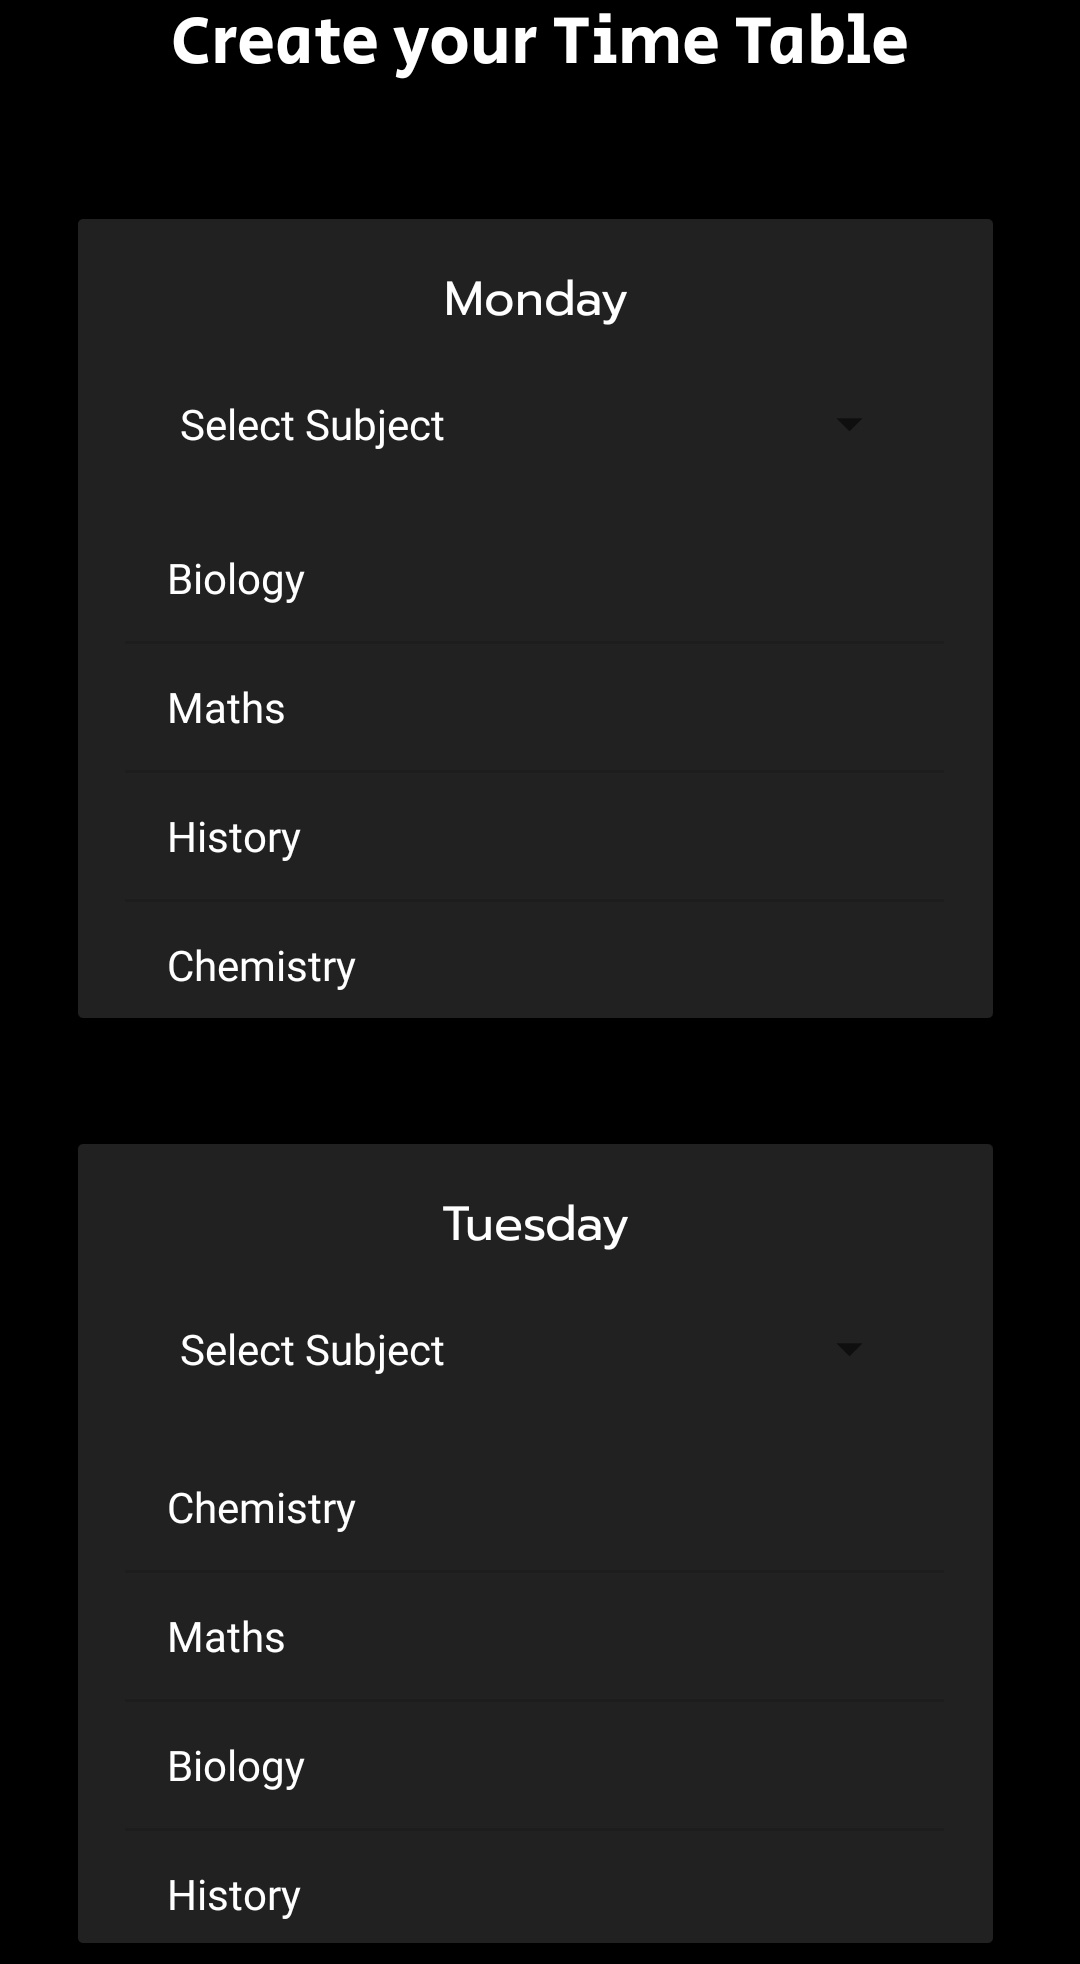 Create your Time Table
Monday
Select Subject
Biology
Maths
History
Chemistry
Tuesday
Select Subject
Chemistry
Maths
Biology
History